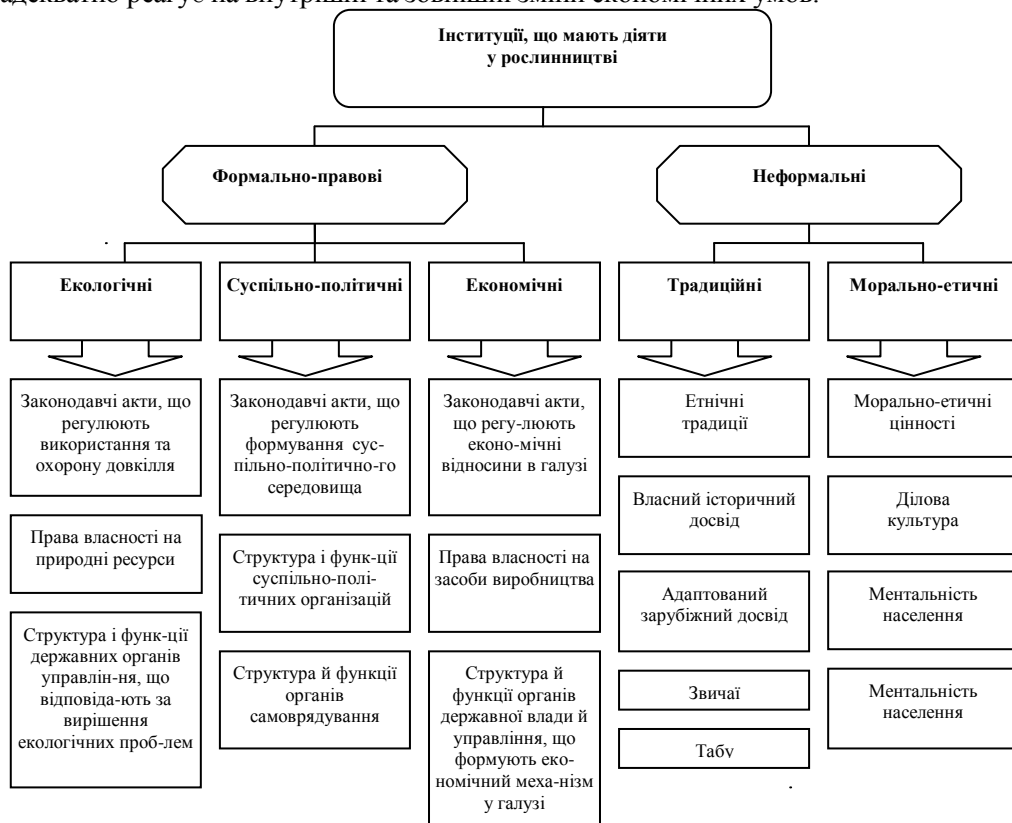 адекватно реагує на внутрішні та зовнішні зміни економічних умов.
Інституції, що мають діяти
у рослинництві
Формально-правові
Неформальні
Екологічні
Суспільно-політичні
Економічні
Традиційні
Морально-етичні
Законодавчі акти, що
регулюють
використання та
охорону довкілля
Права власності на
природні ресурси
Структура і функ-ції
державних органів
управлін-ня, що
відповіда-ють за
вирішення
екологічних проб-лем
Законодавчі акти, що
регулюють
формування сус-
пільно-політично-го
середовища
Структура і функ-ції
суспільно-полі-
тичних організацій
Структура й функції
органів
самоврядування
Законодавчі акти,
що регу-люють
еконо-мічні
відносини в галузі
Права власності на
засоби виробництва
Структура й
функції органів
державної влади й
управління, що
формують еко-
номічний меха-нізм
у галузі
Етнічні
традиції
Власний історичний
досвід
Адаптований
зарубіжний досвід
Звичаї
Табу
Морально-етичні
цінності
Ділова
культура
Ментальність
населення
Ментальність
населення